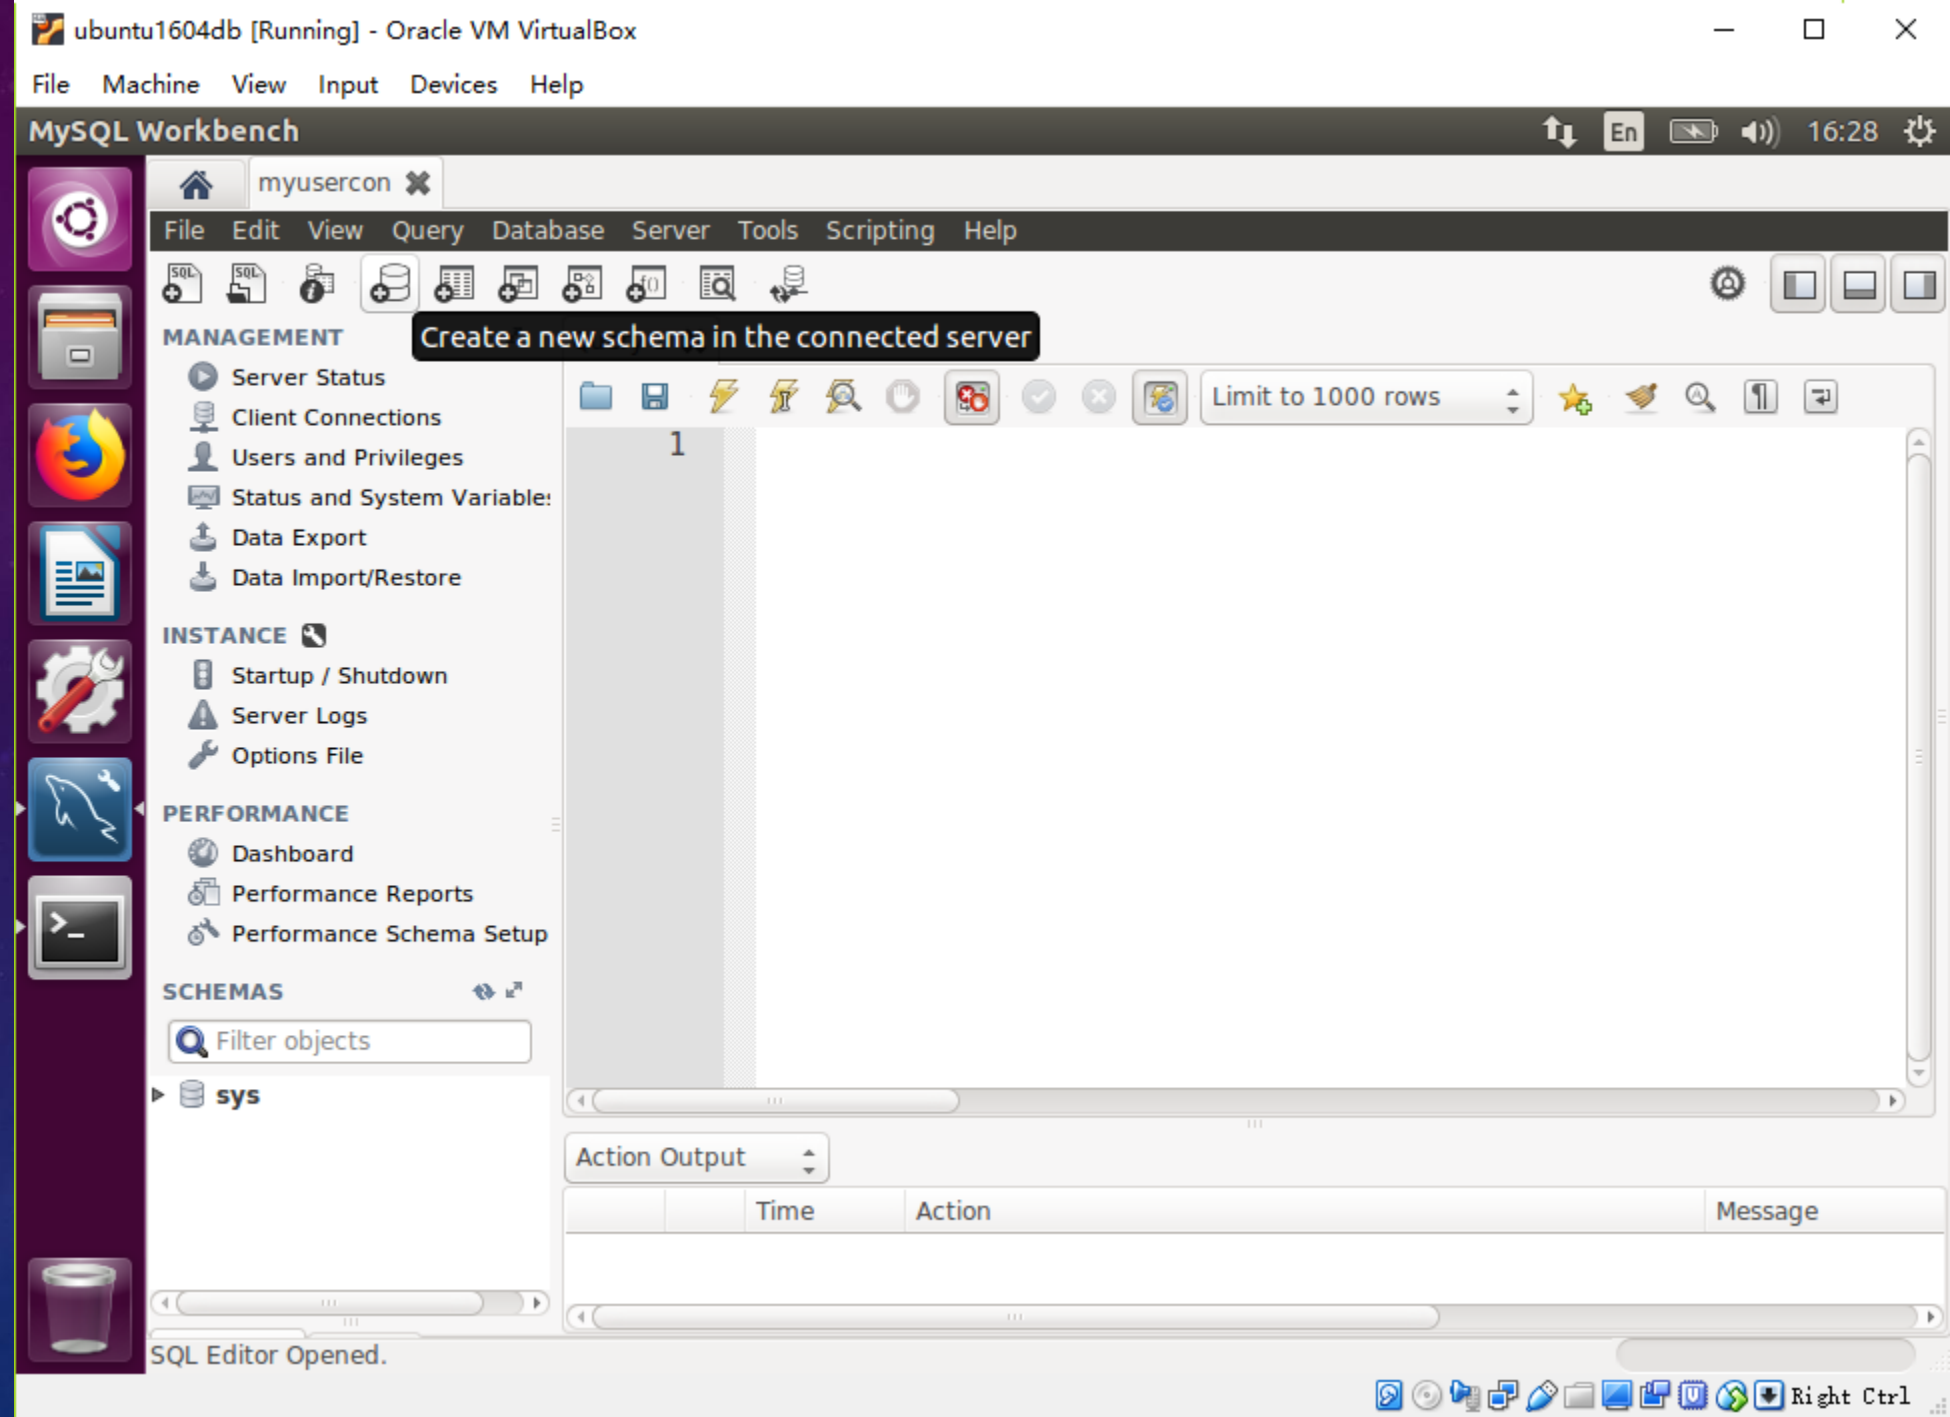 ubuntu1604db [Running] - Oracle VM VirtualBox
File Machine View Input Devices Help
MySQL Workbench
En
16:28
myusercon
File Edit View Query Database Server Tools Scripting Help
SQL
SQL
f()
Create a new schema in the connected server
MANAGEMENT
Server Status
Client Connections
Users and Privileges
Status and System Variable
Data Export
Data Import/Restore
INSTANCE
Startup / Shutdown
Server Logs
Options File
PERFORMANCE
Dashboard
Performance Reports
Performance Schema Setup
SCHEMAS
Filter objects
sys
Limit to 1000 rows
1
Action Output
Time Action Message
SQL Editor Opened.
Right Ctrl